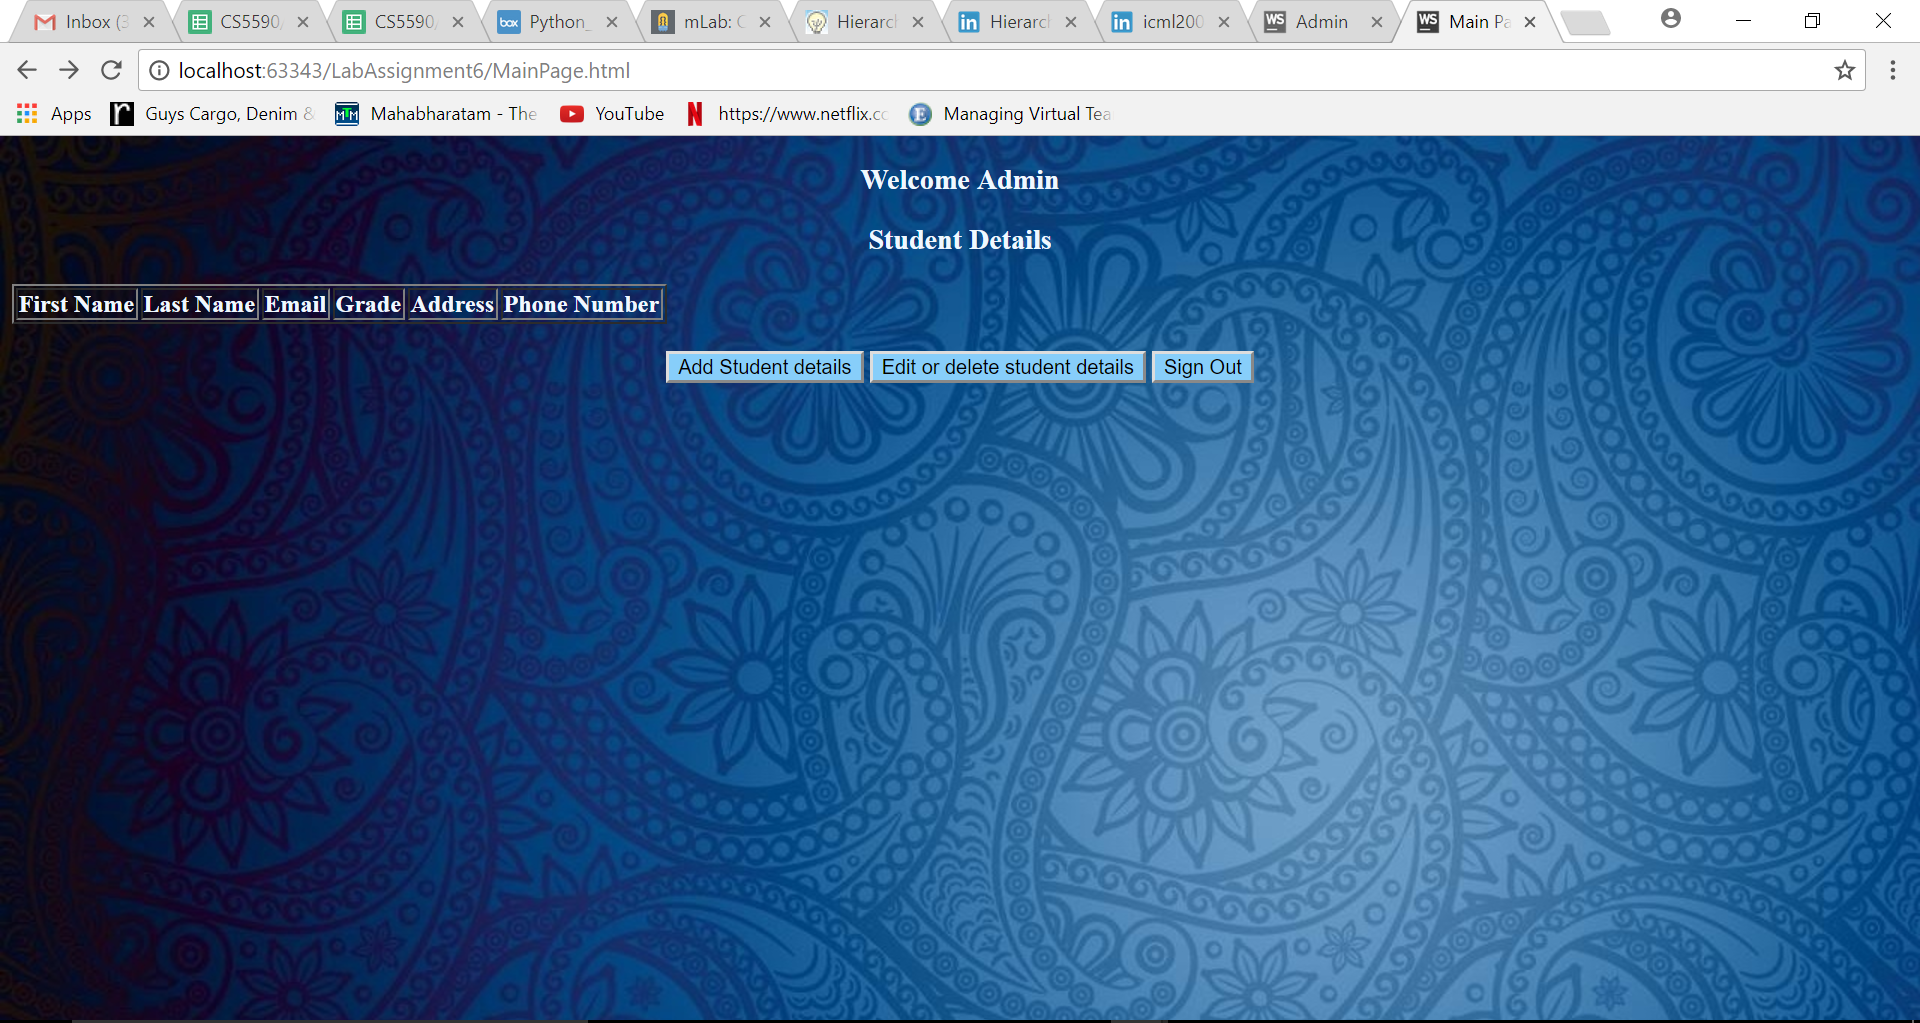 Inbox (3 CS5590 CS5590 Python_ mLab: Hierarc Hierarc icml200 Admin Main Pa
localhost:63343/LabAssignment6/MainPage.html
Apps Guys Cargo, Denim & Mahabharatam - The YouTube https://www.netflix.cc Managing Virtual Tea
Welcome Admin
Student Details
First Name Last Name Email Grade Address Phone Number
Add Student details Edit or delete student details Sign Out